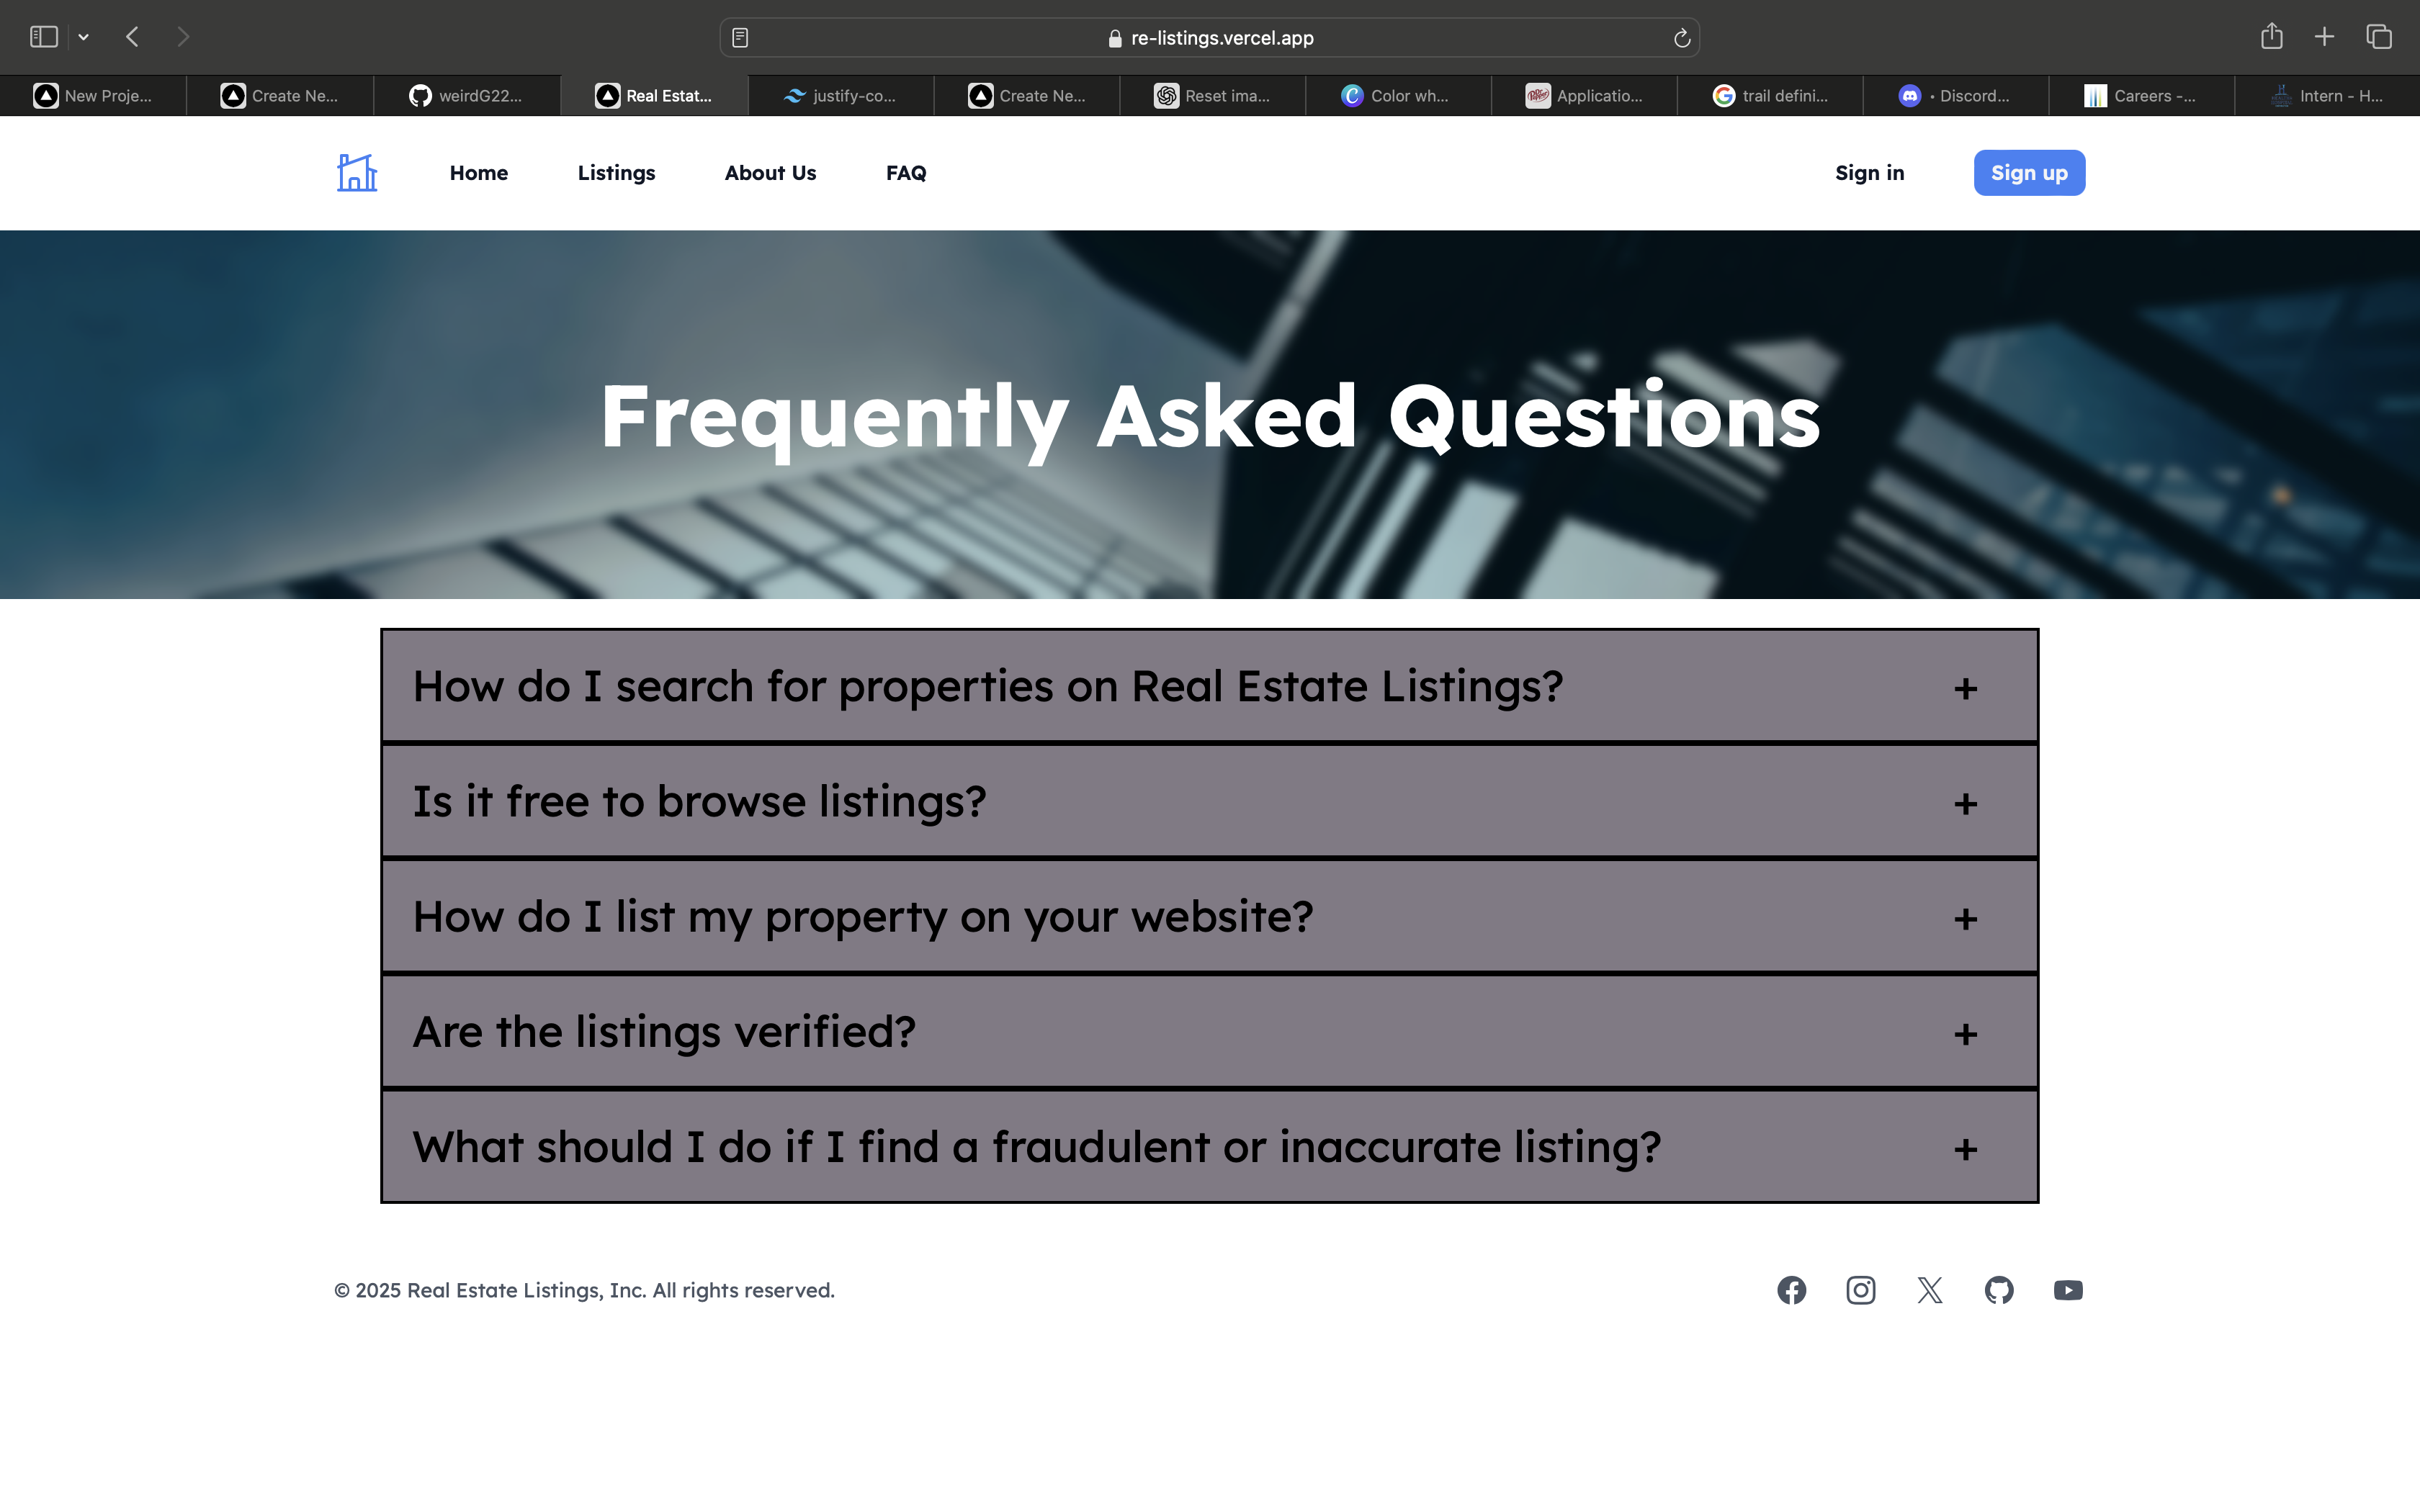 re-listings.vercel.app
New Proje...
Create Ne...
weirdG22...
Real Estat...
justify-co...
Create Ne...
Reset ima...
Color wh...
Applicatio...
trail defini...
• Discord...
Careers -...
Intern - H...
Home
Listings
About Us
FAQ
Sign in
Sign up
Frequently Asked Questions
How do I search for properties on Real Estate Listings? +
Is it free to browse listings? +
How do I list my property on your website? +
Are the listings verified? +
What should I do if I find a fraudulent or inaccurate listing? +
© 2025 Real Estate Listings, Inc. All rights reserved.